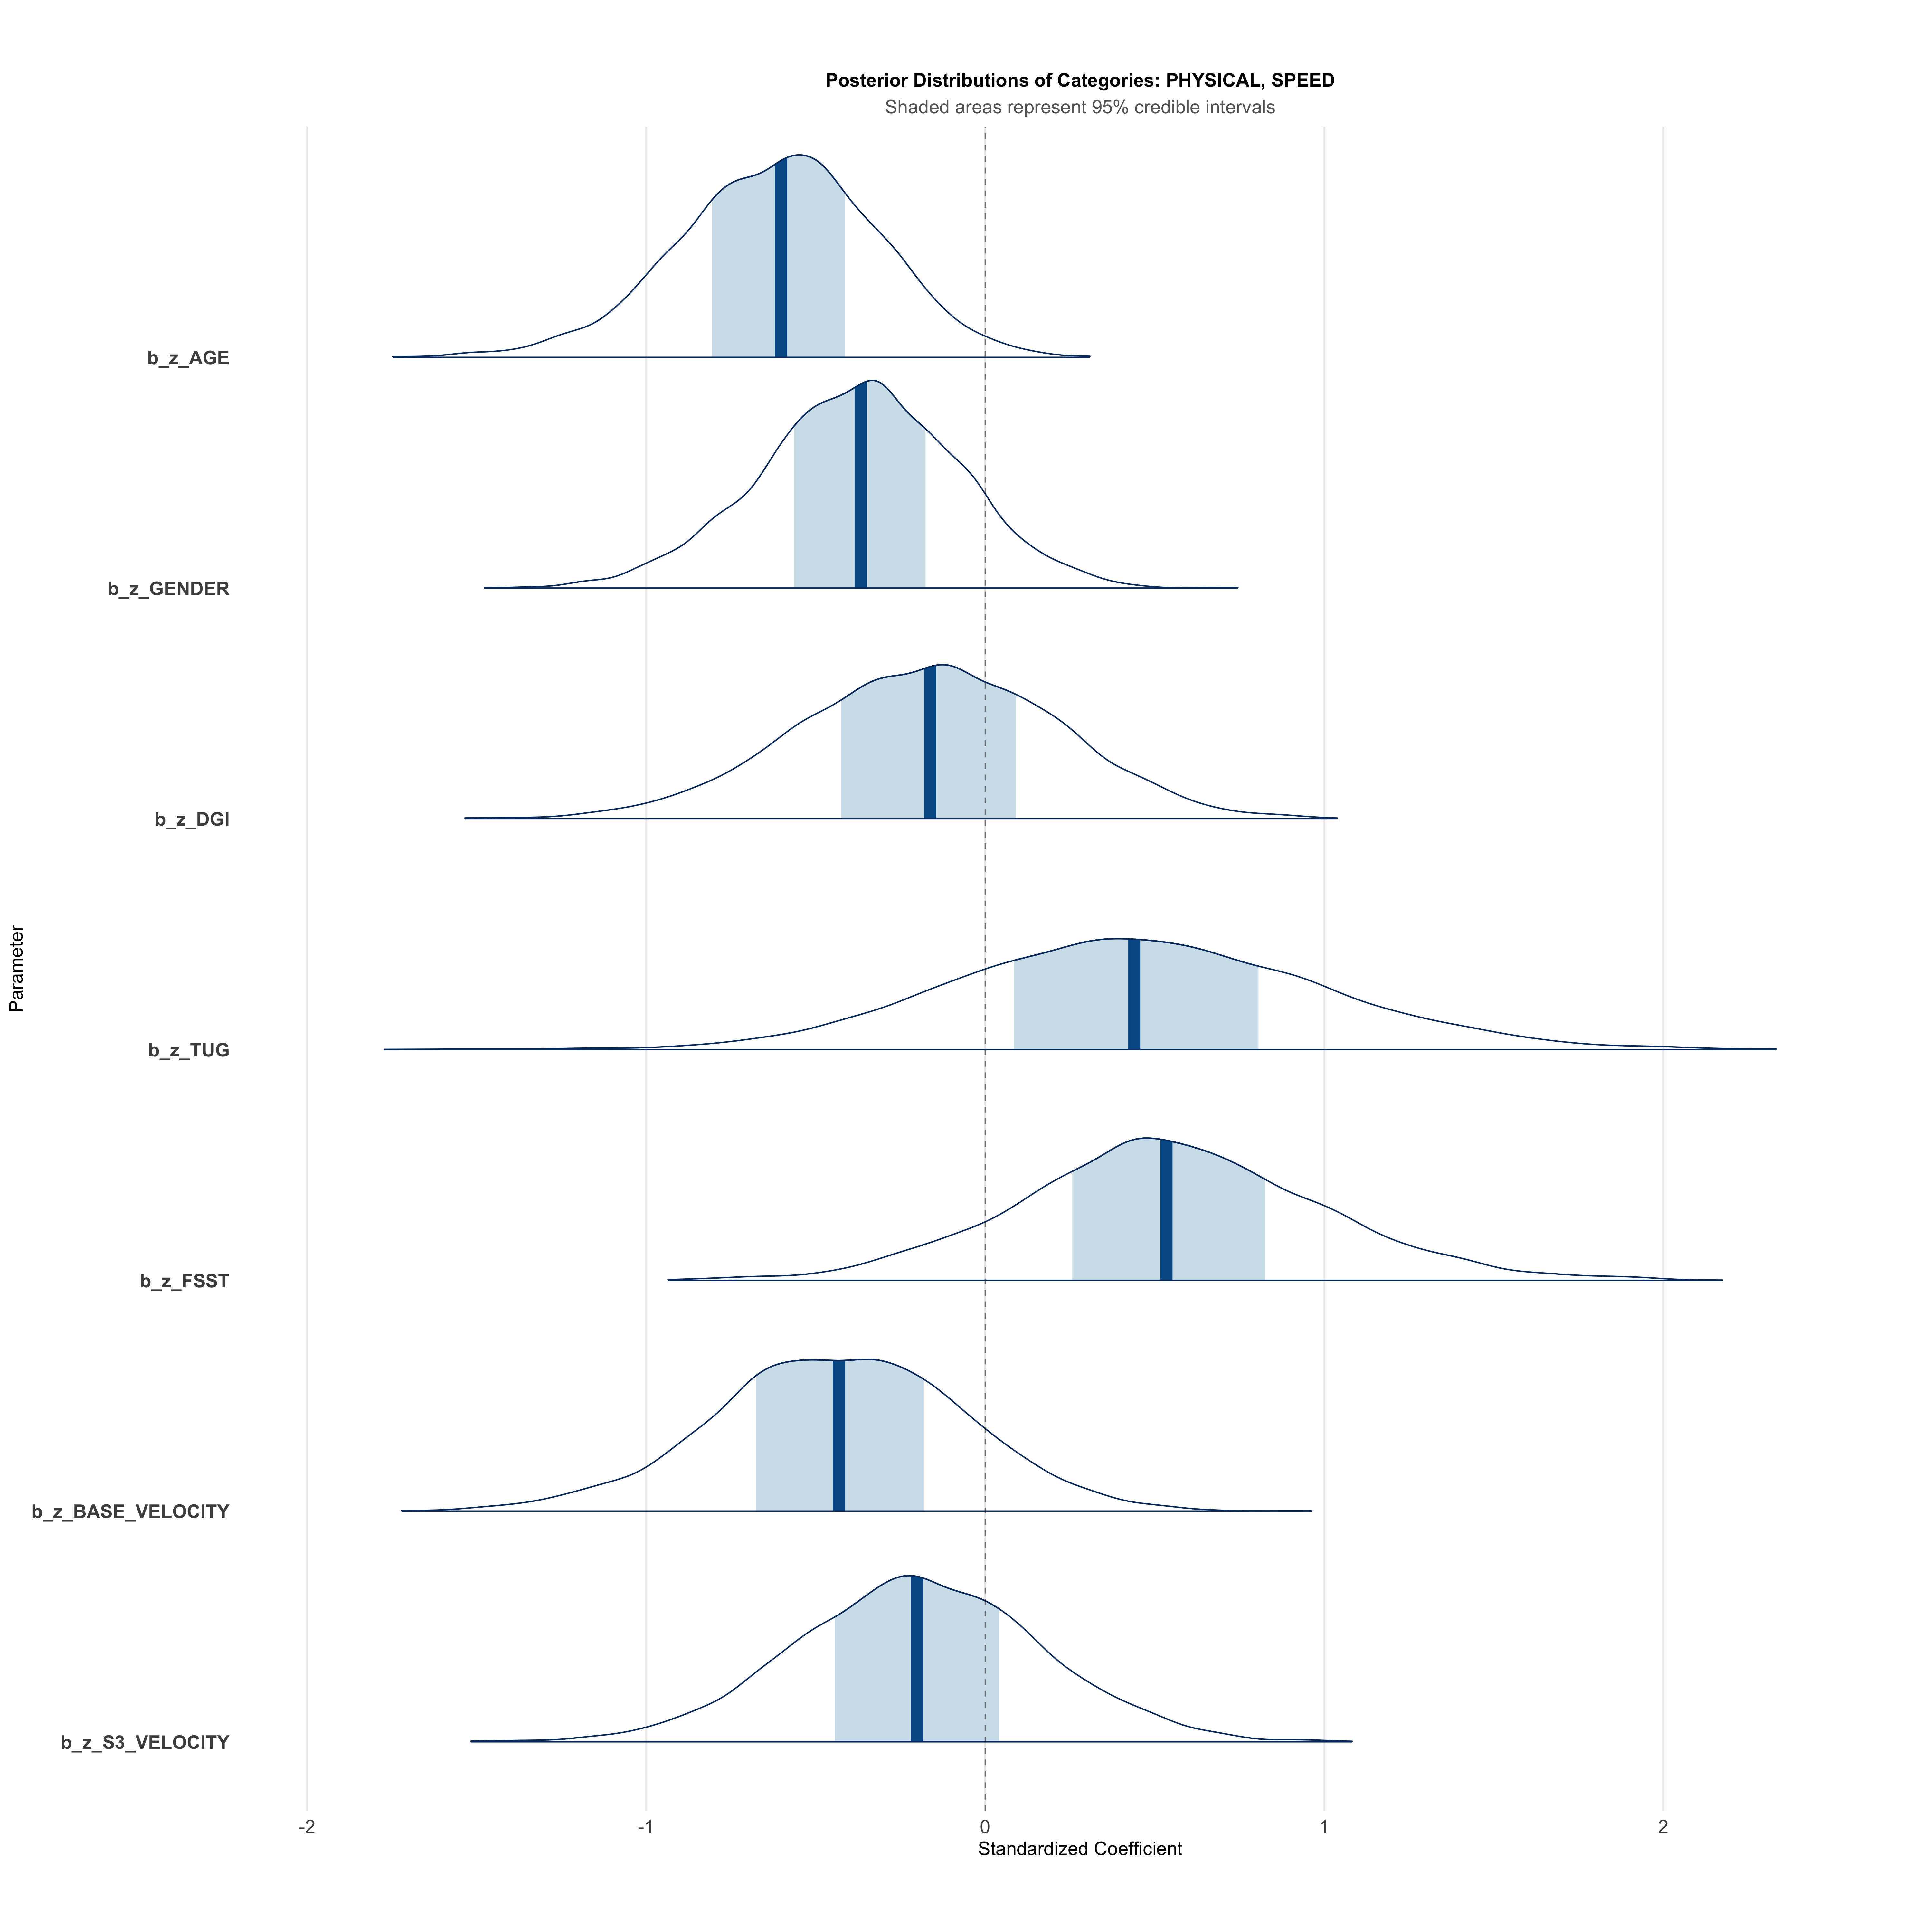 Posterior Distributions of Categories: PHYSICAL, SPEED
Shaded areas represent 95% credible intervals
b_z_AGE
b_z_GENDER
b_z_DGI
Parameter
b_z_TUG
b_z_FSST
b_z_BASE_VELOCITY
b_z_S3_VELOCITY
-2 -1 0 1 2
Standardized Coefficient